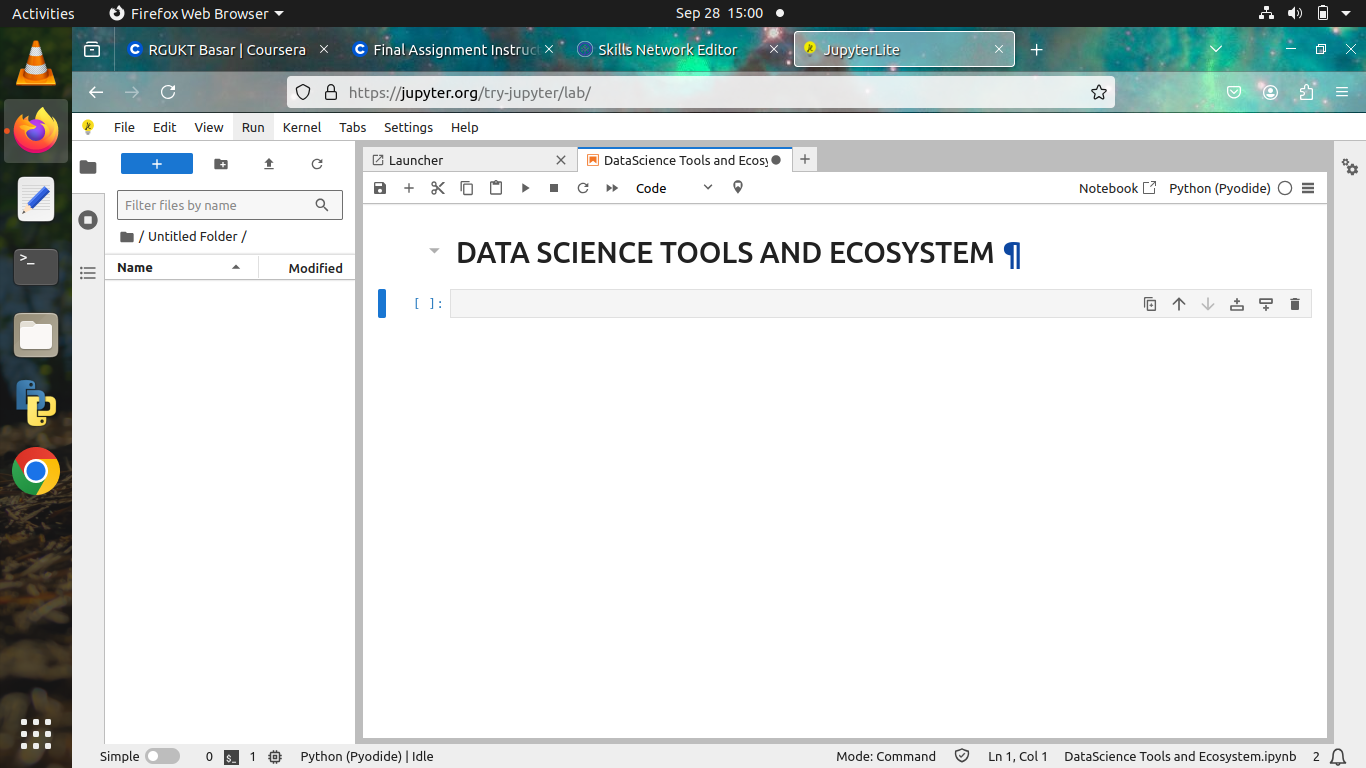 Activities Firefox Web Browser Sep 28 15:00
RGUKT Basar | Coursera Final Assignment Instruc Skills Network Editor JupyterLite
https://jupyter.org/try-jupyter/lab/
File Edit View Run Kernel Tabs Settings Help
Launcher DataScience Tools and Ecosy
Code Notebook Python (Pyodide)
Filter files by name
/ Untitled Folder /
Name Modified
DATA SCIENCE TOOLS AND ECOSYSTEM ¶
[ ]:
Simple 0 $_ 1 Python (Pyodide) | Idle Mode: Command Ln 1, Col 1 DataScience Tools and Ecosystem.ipynb 2